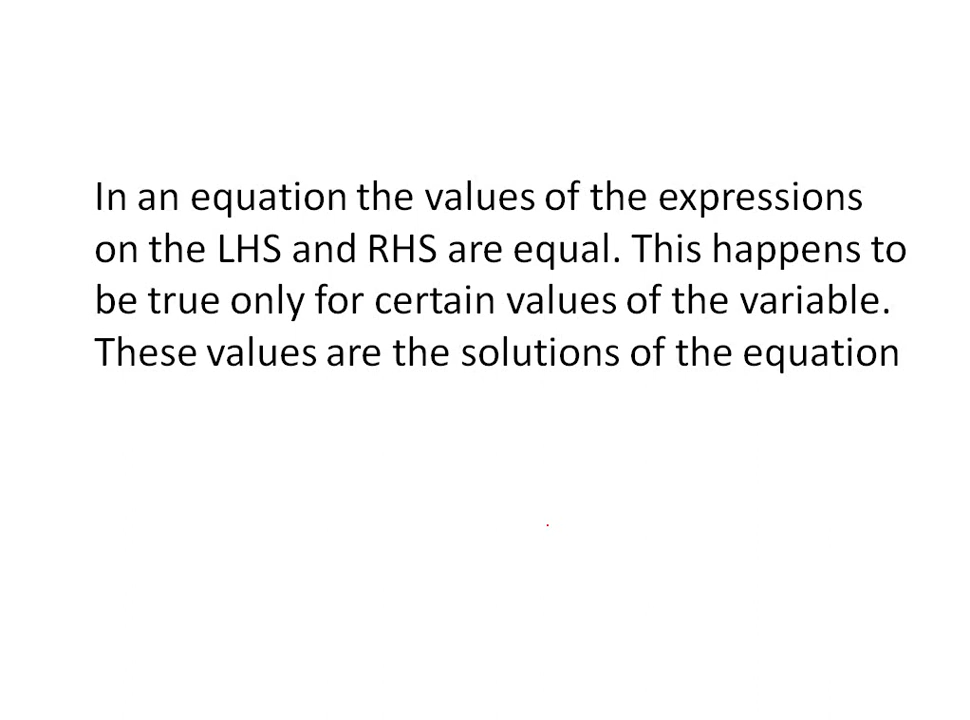 In an equation the values of the expressions
on the LHS and RHS are equal. This happens to
be true only for certain values of the variable.
These values are the solutions of the equation